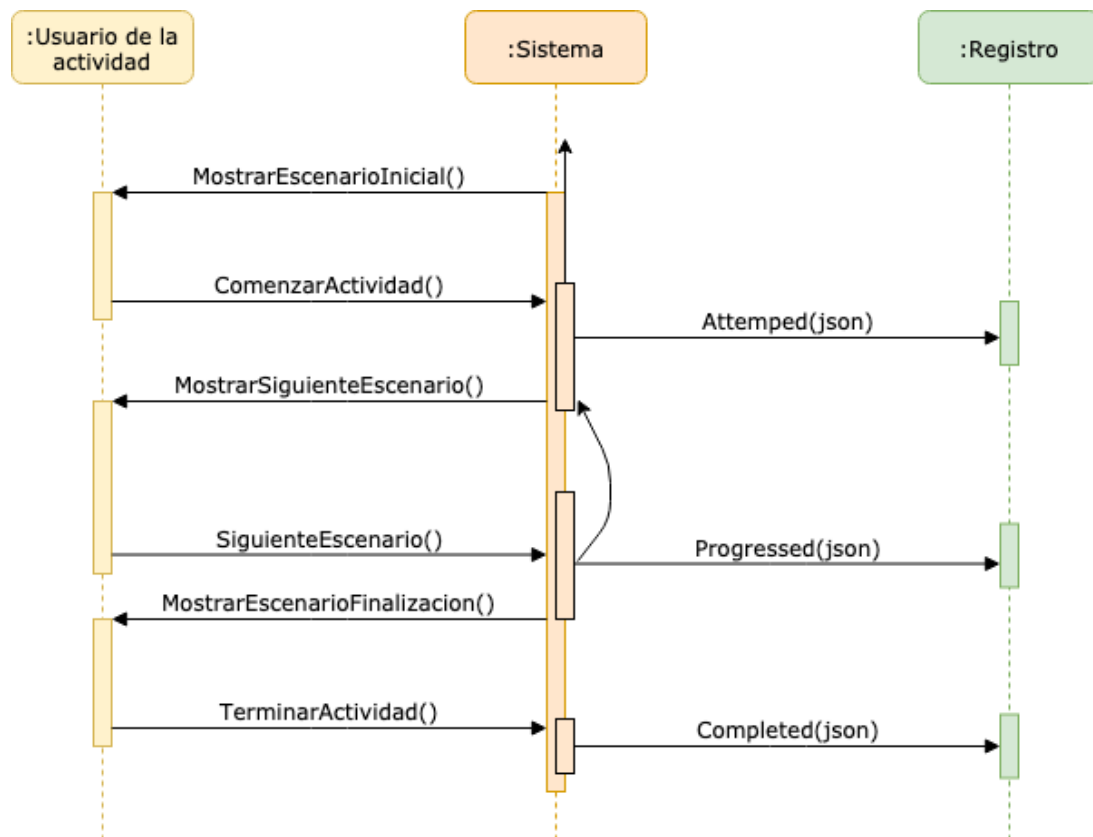 :Usuario de la
actividad
:Sistema
:Registro
MostrarEscenarioInicial()
ComenzarActividad()
Attemped(json)
MostrarSiguienteEscenario()
SiguienteEscenario()
Progressed(json)
MostrarEscenarioFinalizacion()
TerminarActividad()
Completed(json)